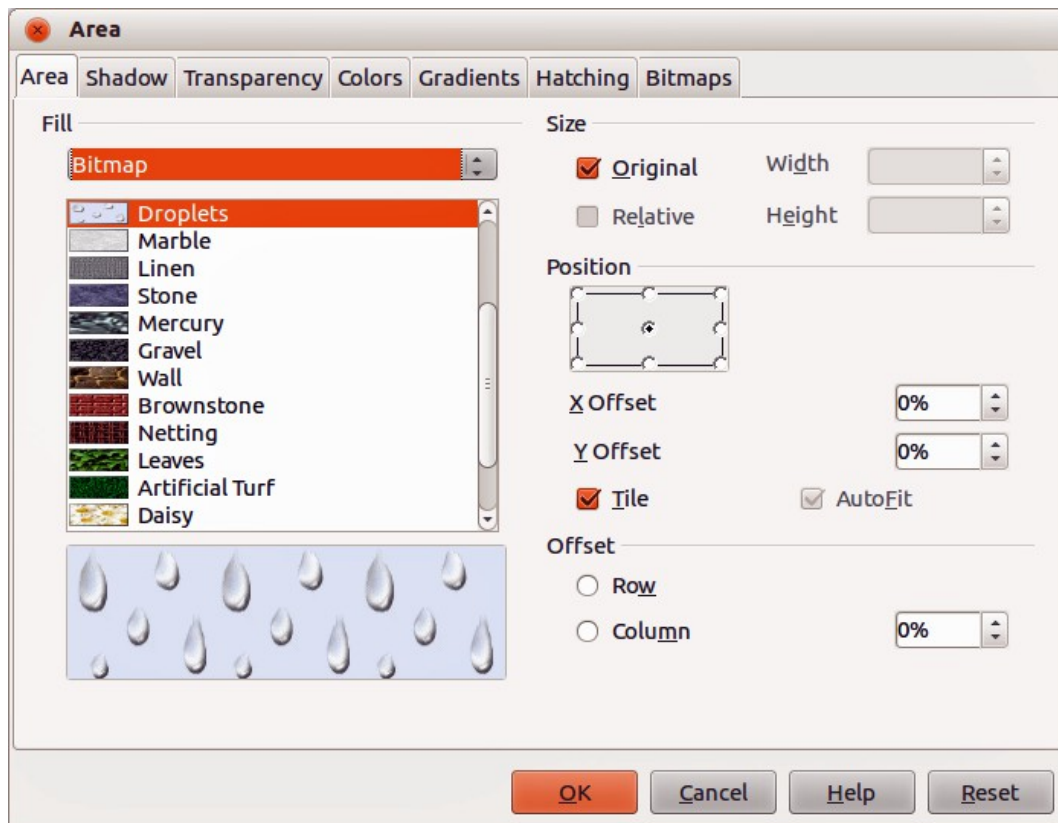 Area
Area Shadow Transparency Colors Gradients Hatching Bitmaps
Fill
Bitmap
Droplets
Marble
Linen
Stone
Mercury
Gravel
Wall
Brownstone
Netting
Leaves
Artificial Turf
Daisy
Size
Original Width
Relative Height
Position
X Offset 0%
Y Offset 0%
Tile AutoFit
Offset
Row
Column 0%
OK Cancel Help Reset